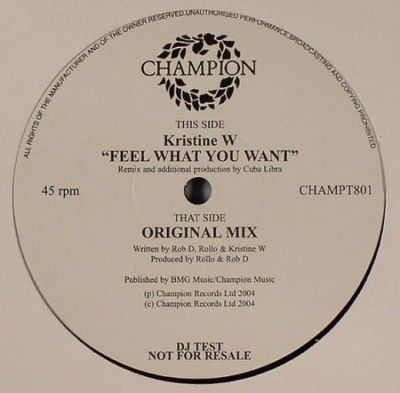 ALL RIGHTS OF THE MANUFACTURER AND OF THE OWNER RESERVED. UNAUTHORISED PERFORMANCE, BROADCASTING AND COPYING PROHIBITED
CHAMPION
THIS SIDE
Kristine W
“FEEL WHAT YOU WANT”
Remix and additional production by Cuba Libra
45 rpm
CHAMPT801
THAT SIDE
ORIGINAL MIX
Written by Rob D, Rollo & Kristine W
Produced by Rollo & Rob D
Published by BMG Music/Champion Music
(p) Champion Records Ltd 2004
(c) Champion Records Ltd 2004
DJ TEST
NOT FOR RESALE